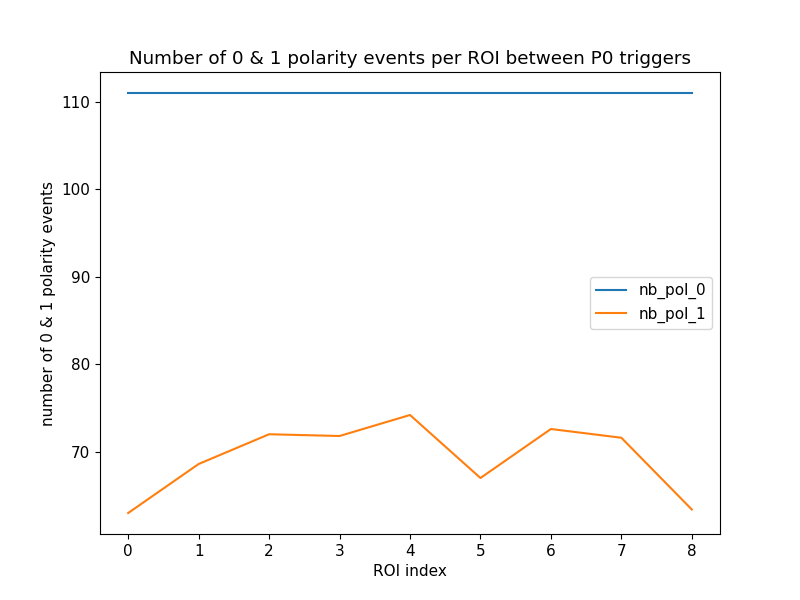 Number of 0 & 1 polarity events per ROI between P0 triggers
number of 0 & 1 polarity events
110
100
90
80
70
nb_pol_0
nb_pol_1
0 1 2 3 4 5 6 7 8
ROI index